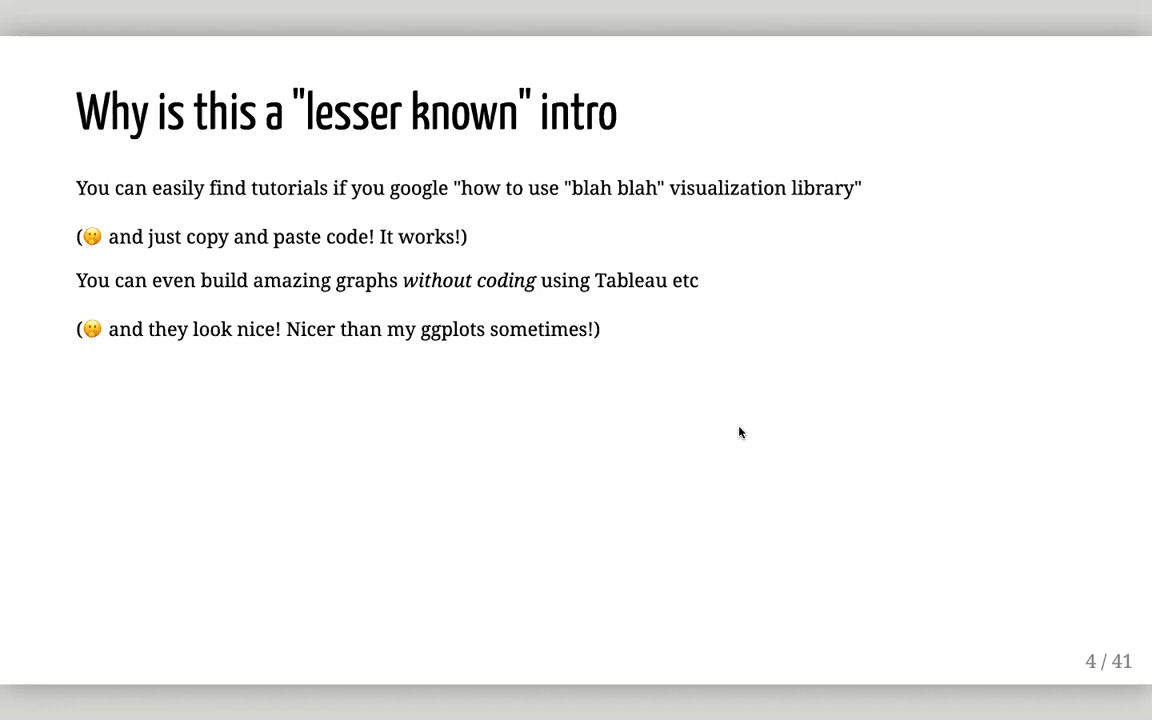 Why is this a "lesser known" intro
You can easily find tutorials if you google "how to use "blah blah" visualization library"
(🤫 and just copy and paste code! It works!)
You can even build amazing graphs without coding using Tableau etc
(🤫 and they look nice! Nicer than my ggplots sometimes!)
4 / 41